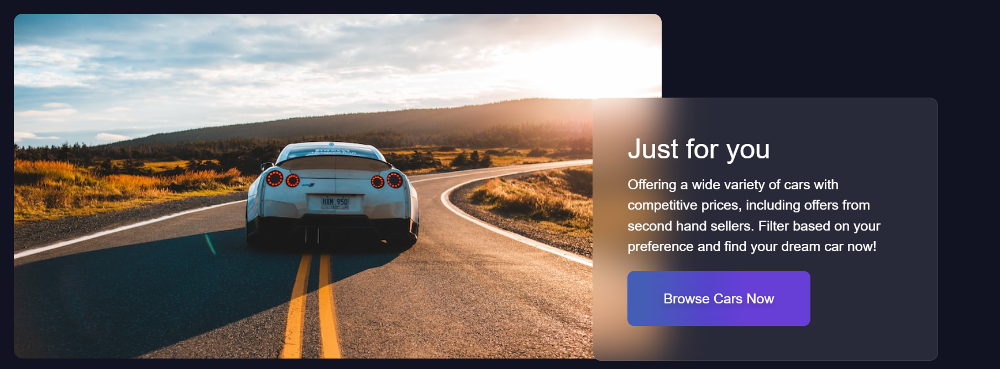 HXM 950
Just for you
Offering a wide variety of cars with
competitive prices, including offers from
second hand sellers. Filter based on your
preference and find your dream car now!
Browse Cars Now